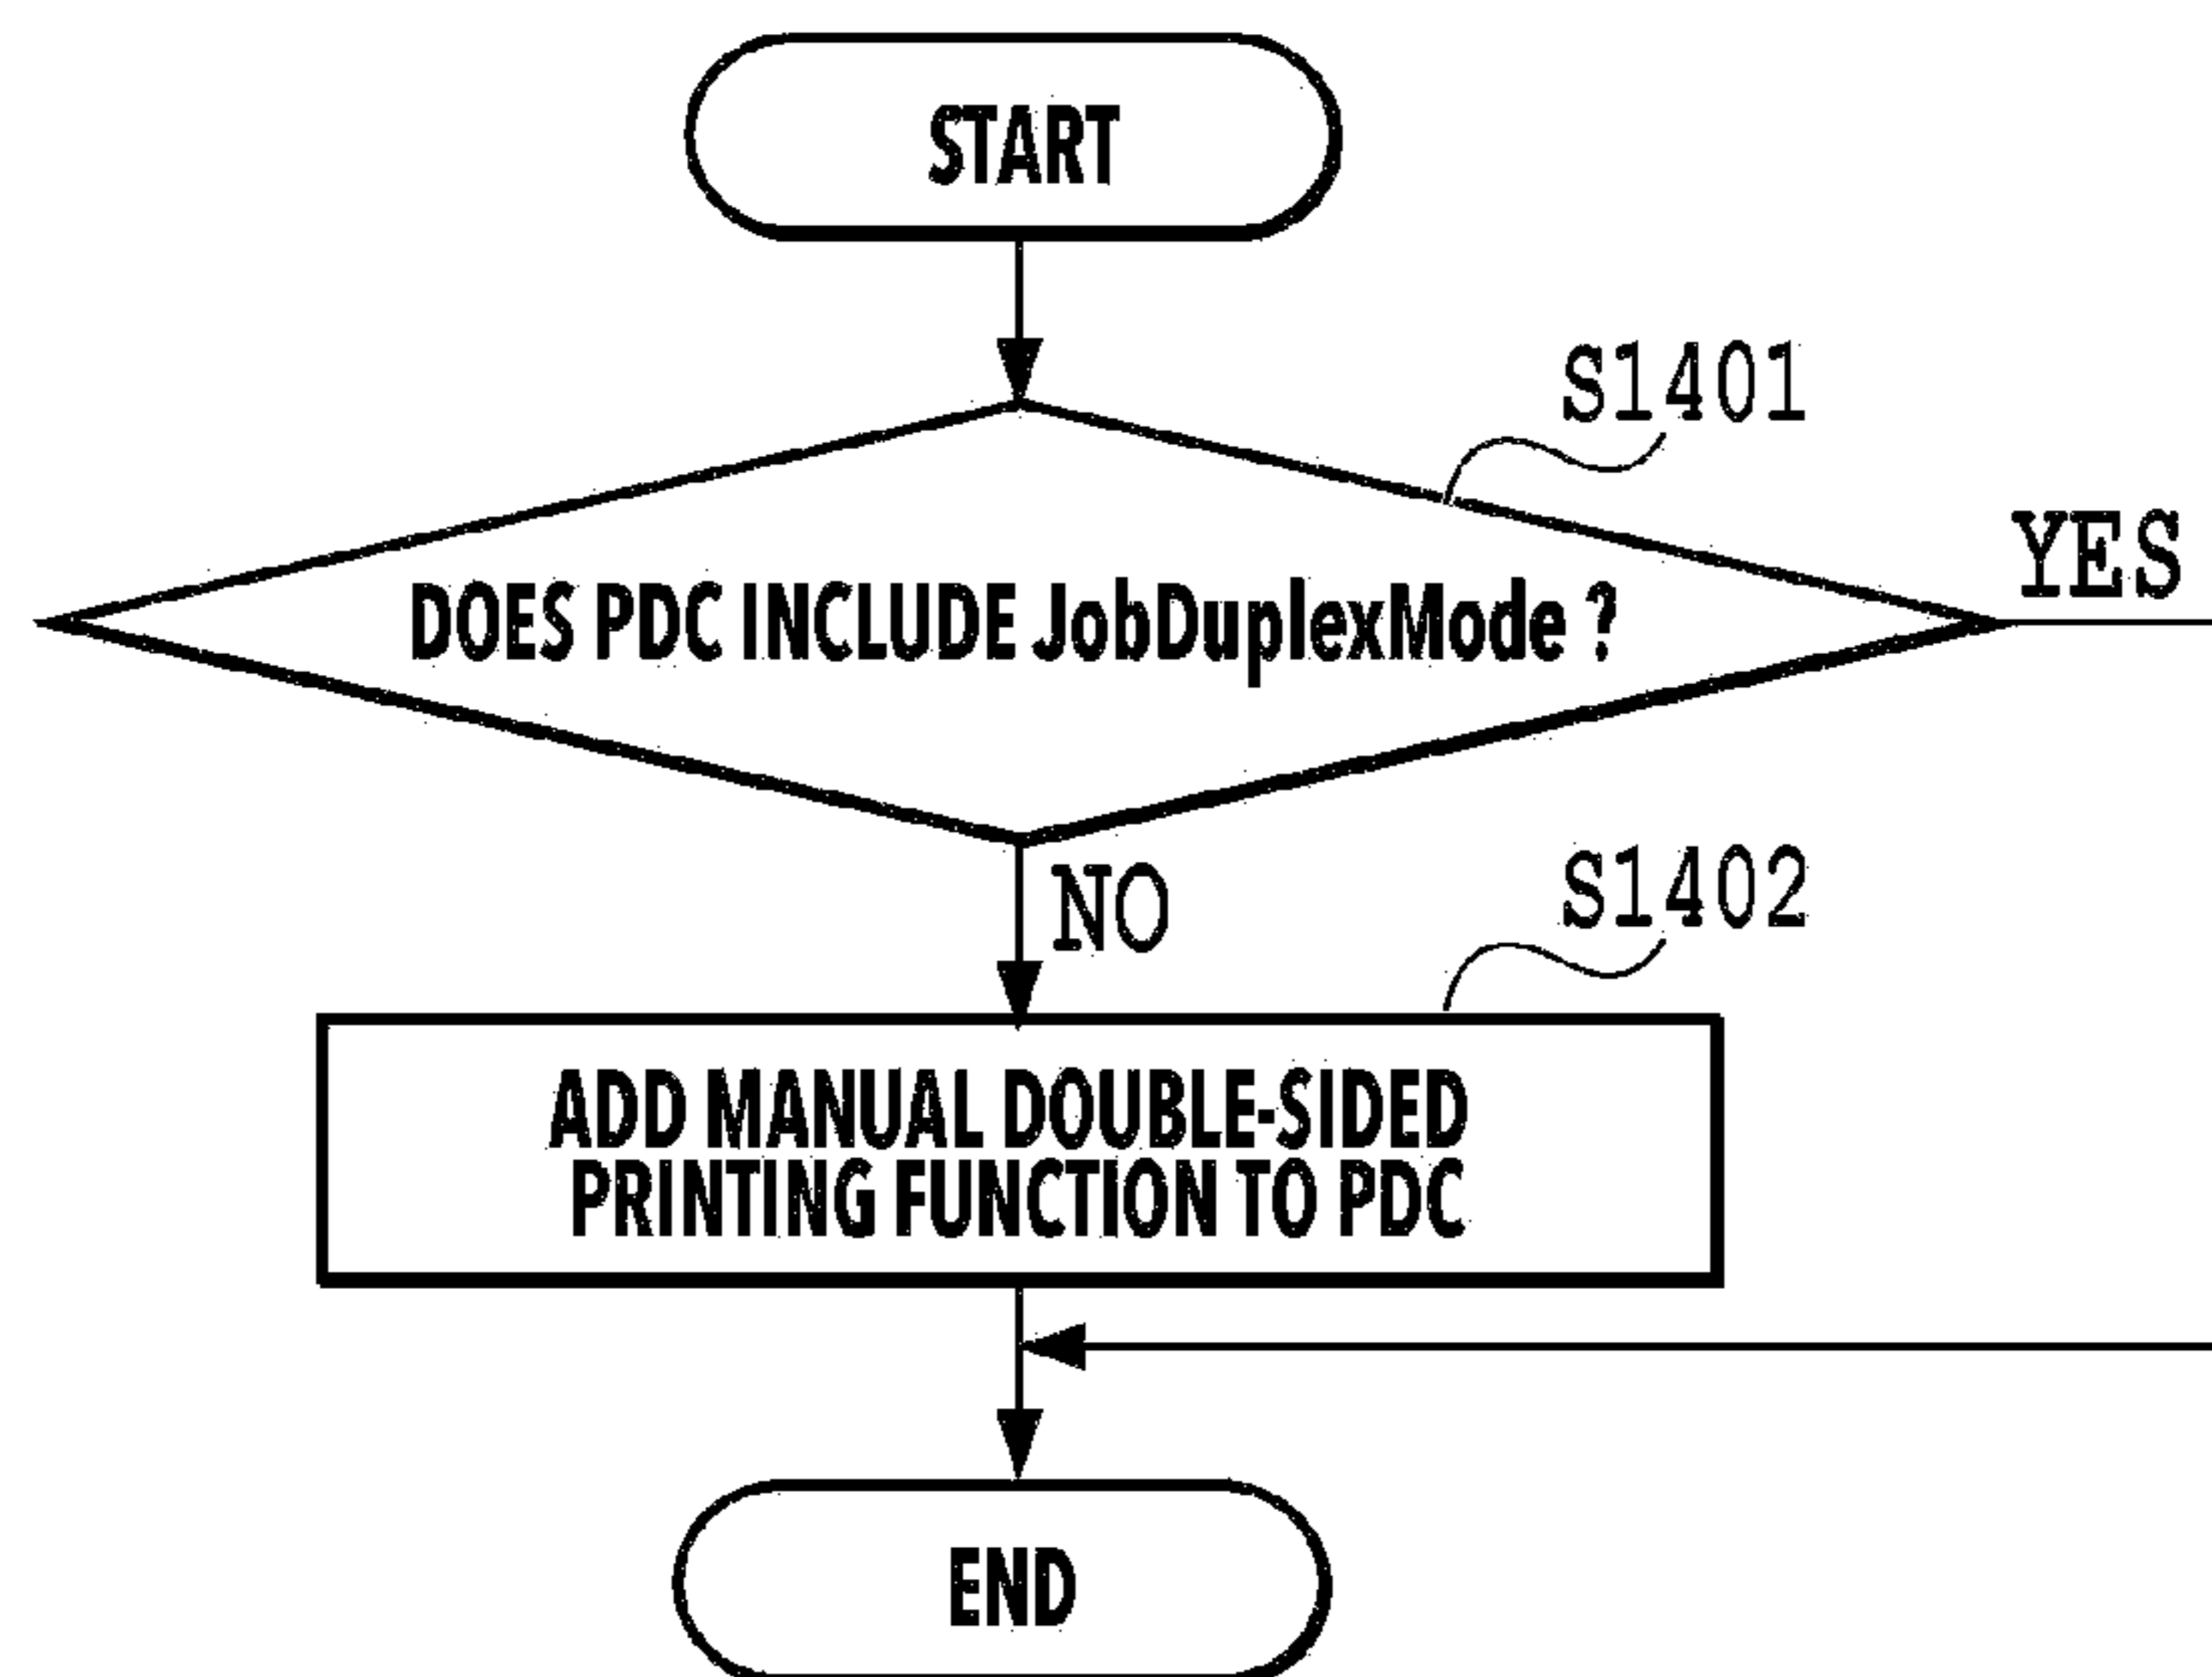 START
S1401
YES
DOES PDC INCLUDE JobDuplexMode ?
NO
S1402
ADD MANUAL DOUBLE-SIDED
PRINTING FUNCTION TO PDC
END